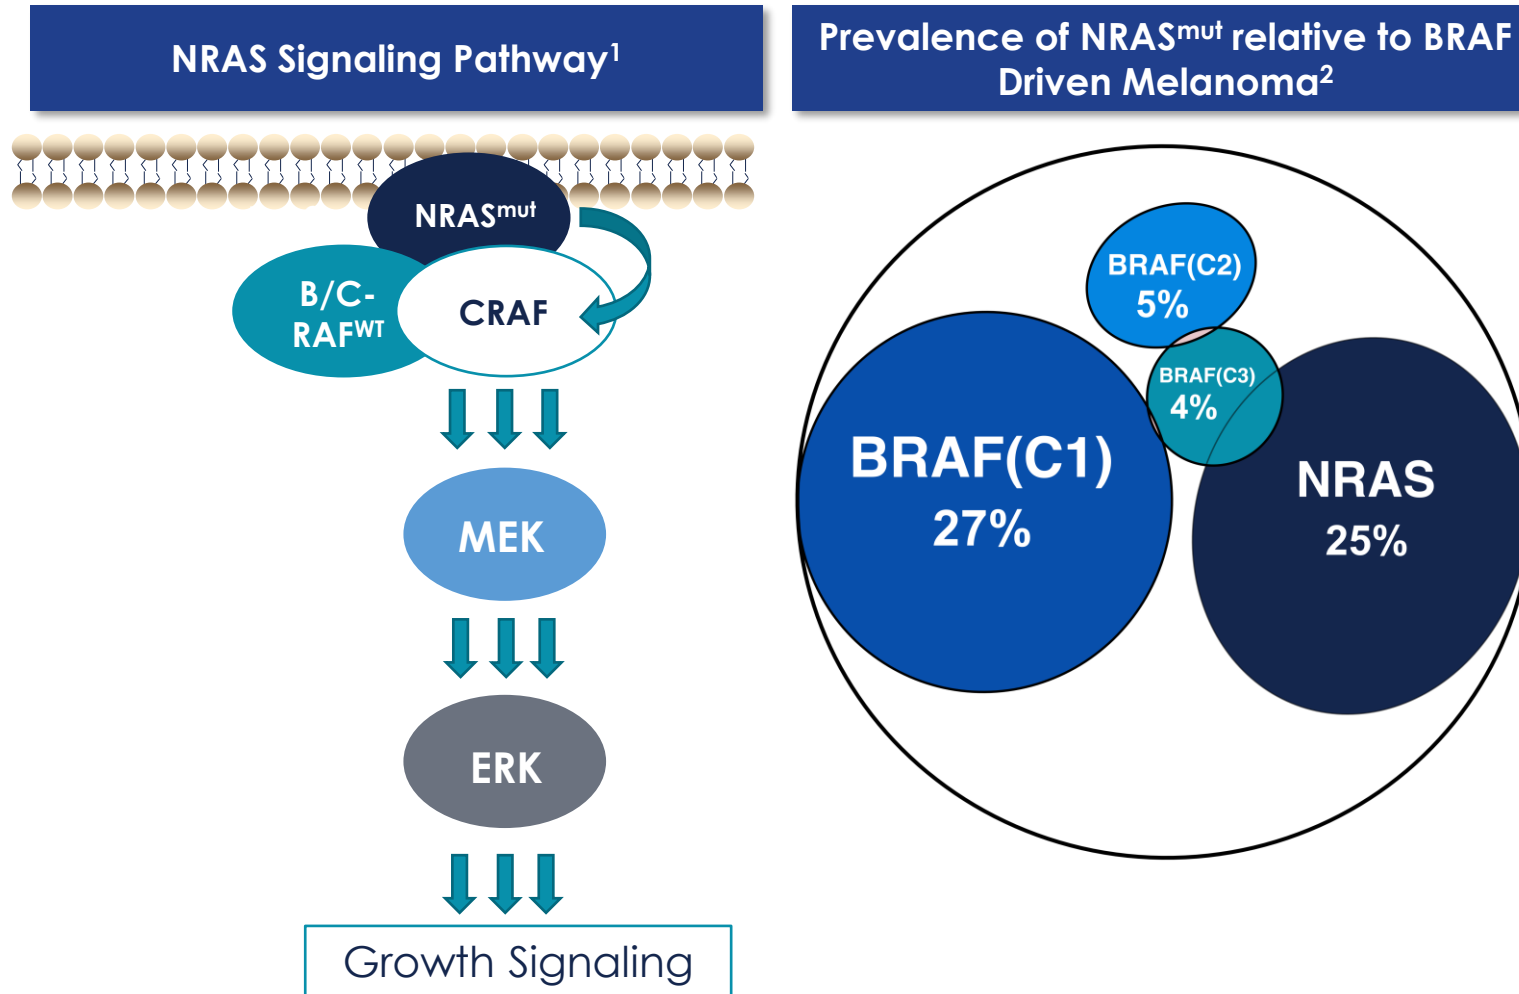 NRAS Signaling Pathway¹
NRASᵐᵘᵗ
B/C-
RAFᵂᵀ
CRAF
MEK
ERK
Growth Signaling
Prevalence of NRASᵐᵘᵗ relative to BRAF
Driven Melanoma²
BRAF(C2)
5%
BRAF(C3)
4%
BRAF(C1)
27%
NRAS
25%